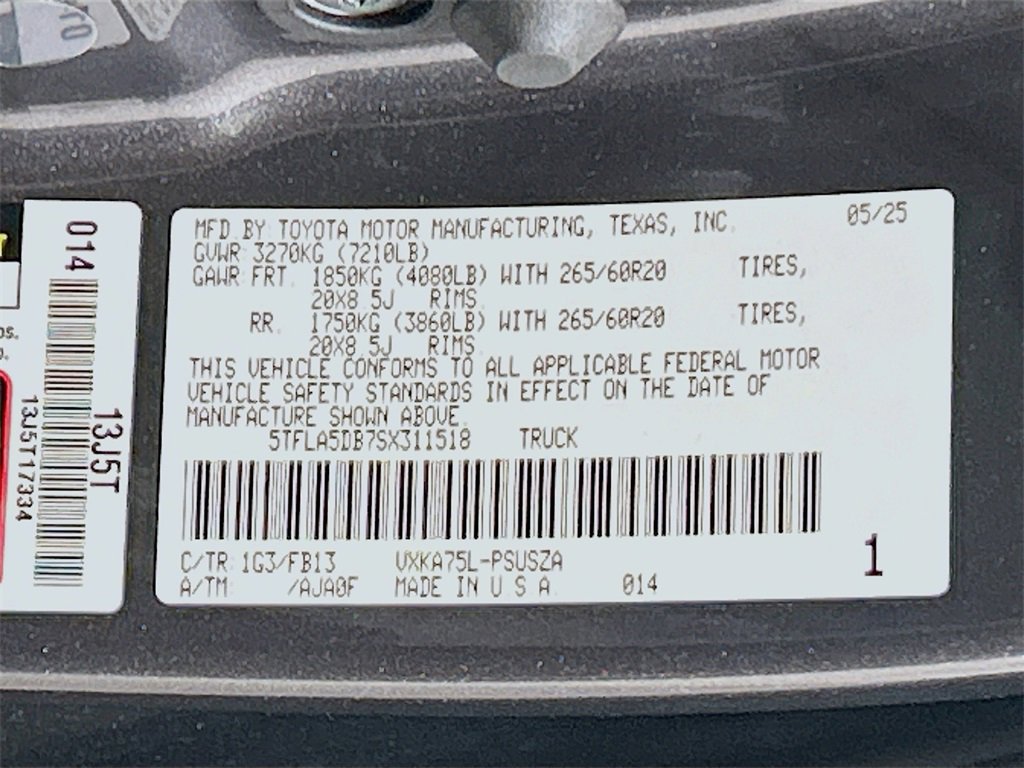 MFD.BY TOYOTA MOTOR MANUFACTURING, TEXAS, INC. 05/25
GVWR 3270KG (7210LB)
GAWR FRT. 1850KG (4080LB) WITH 265/60R20 TIRES,
20X8.5J RIMS
RR. 1750KG (3860LB) WITH 265/60R20 TIRES,
20X8.5J RIMS
THIS VEHICLE CONFORMS TO ALL APPLICABLE FEDERAL MOTOR
VEHICLE SAFETY STANDARDS IN EFFECT ON THE DATE OF
MANUFACTURE SHOWN ABOVE.
5TFLA5DB7SX311518 TRUCK
C/TR: 1G3/FB13 VXKA75L-PSUSZA
A/TM: /AJA0F MADE IN U.S.A. 014
1
014
13J5T
13J5T17334